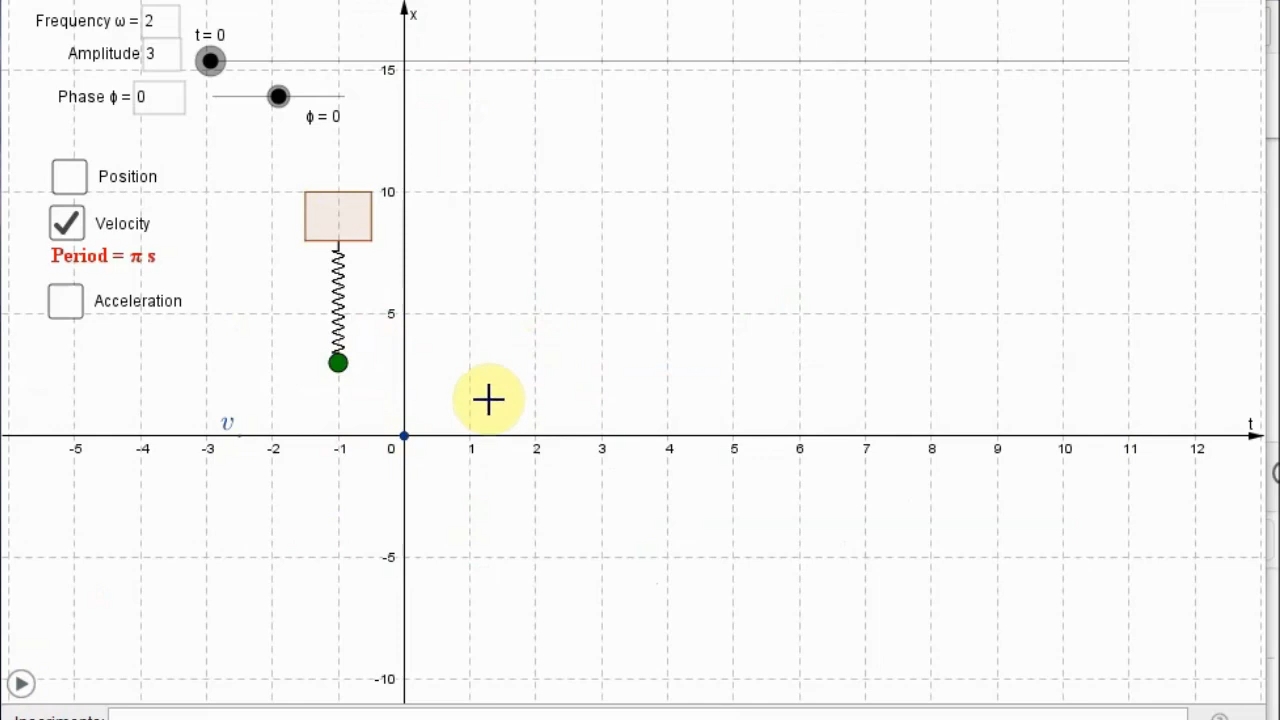 Frequency ω = 2
t = 0
x
Amplitude 3
15
Phase ϕ = 0
ϕ = 0
Position
10
Velocity
Period = π s
Acceleration
5
v
t
-5 -4 -3 -2 -1 0 1 2 3 4 5 6 7 8 9 10 11 12
-5
-10